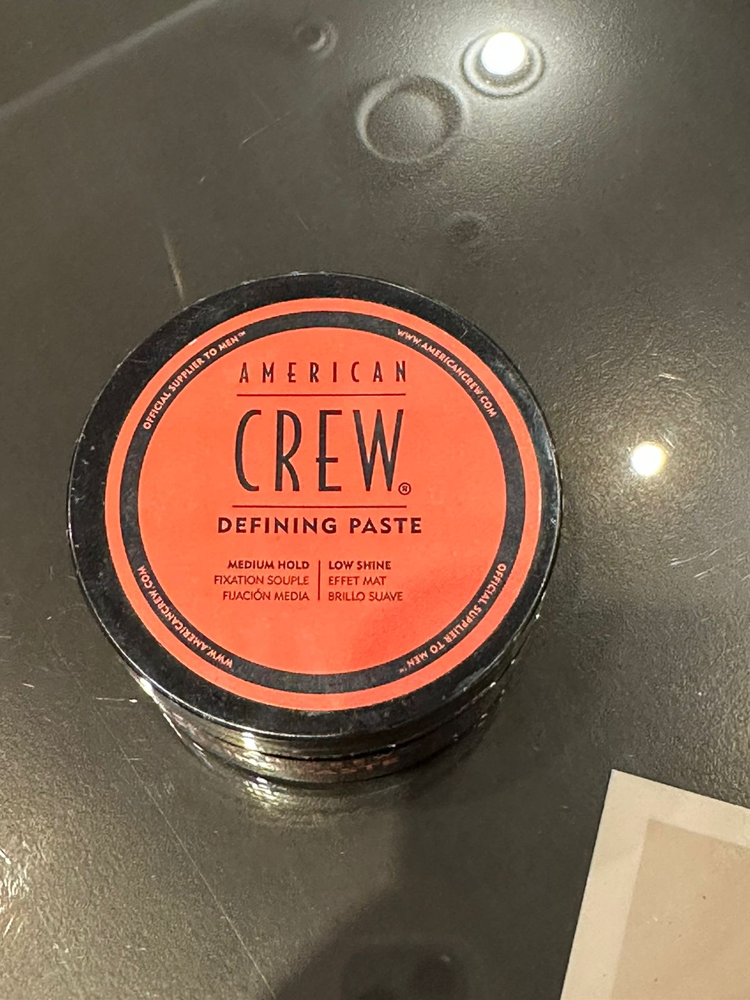 OFFICIAL SUPPLIER TO MEN™
WWW.AMERICANCREW.COM
AMERICAN
CREW®
DEFINING PASTE
MEDIUM HOLD | LOW SHINE
FIXATION SOUPLE | EFFET MAT
FIJACIÓN MEDIA | BRILLO SUAVE
WWW.AMERICANCREW.COM
OFFICIAL SUPPLIER TO MEN™